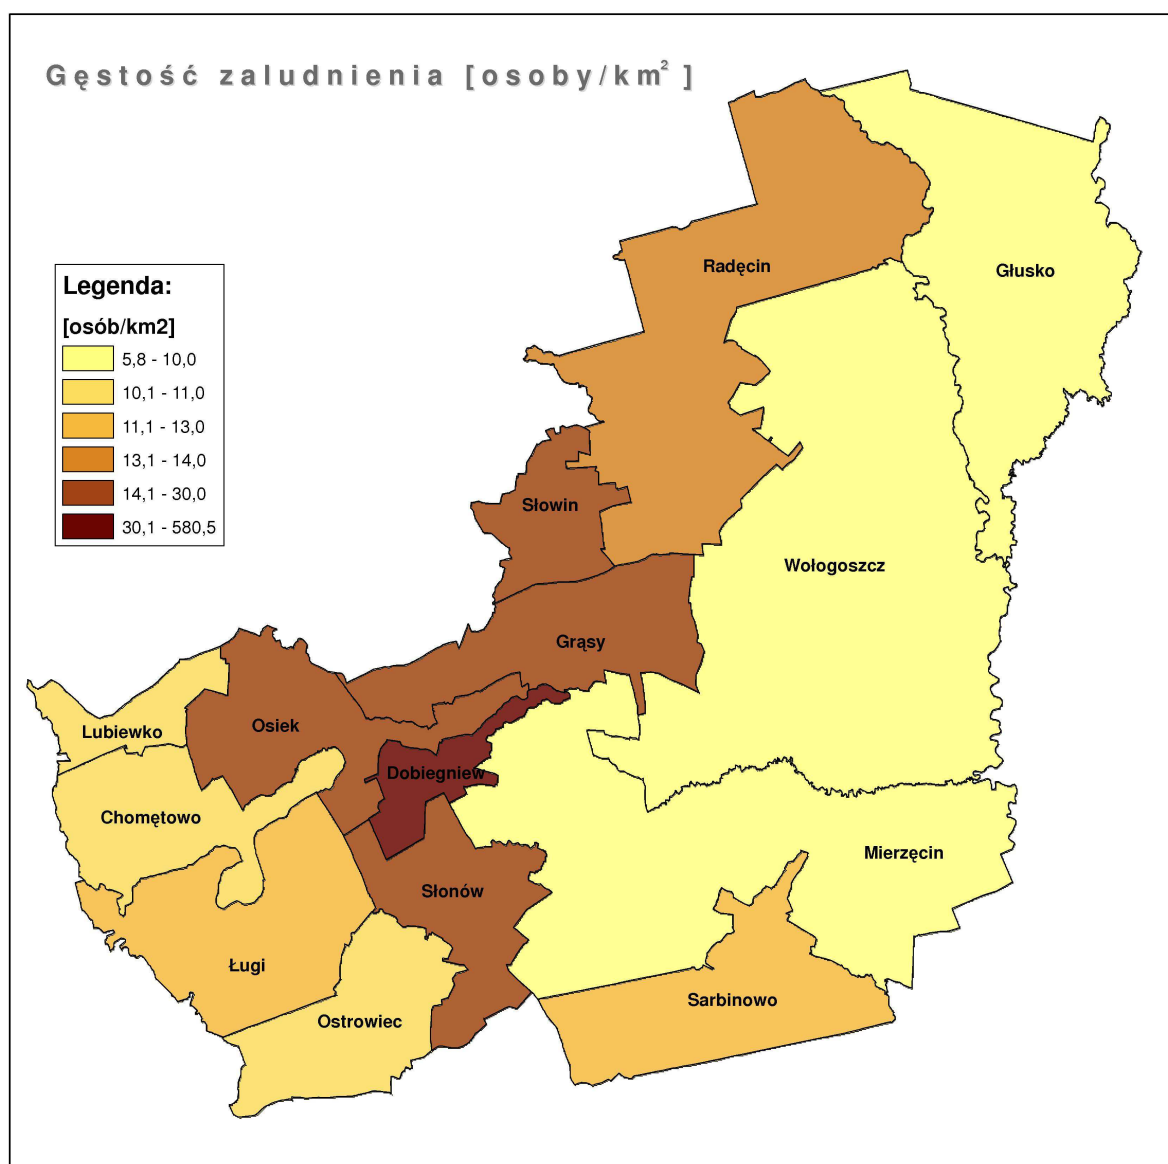 Gęstość zaludnienia [osoby/km² ]
Radęcin
Głusko
Legenda:
[osób/km2]
5,8 - 10,0
10,1 - 11,0
11,1 - 13,0
13,1 - 14,0
14,1 - 30,0
30,1 - 580,5
Słowin
Wołogoszcz
Grąsy
Osiek
Lubiewko
Dobiegniew
Chomętowo
Mierzęcin
Słonów
Ługi
Sarbinowo
Ostrowiec